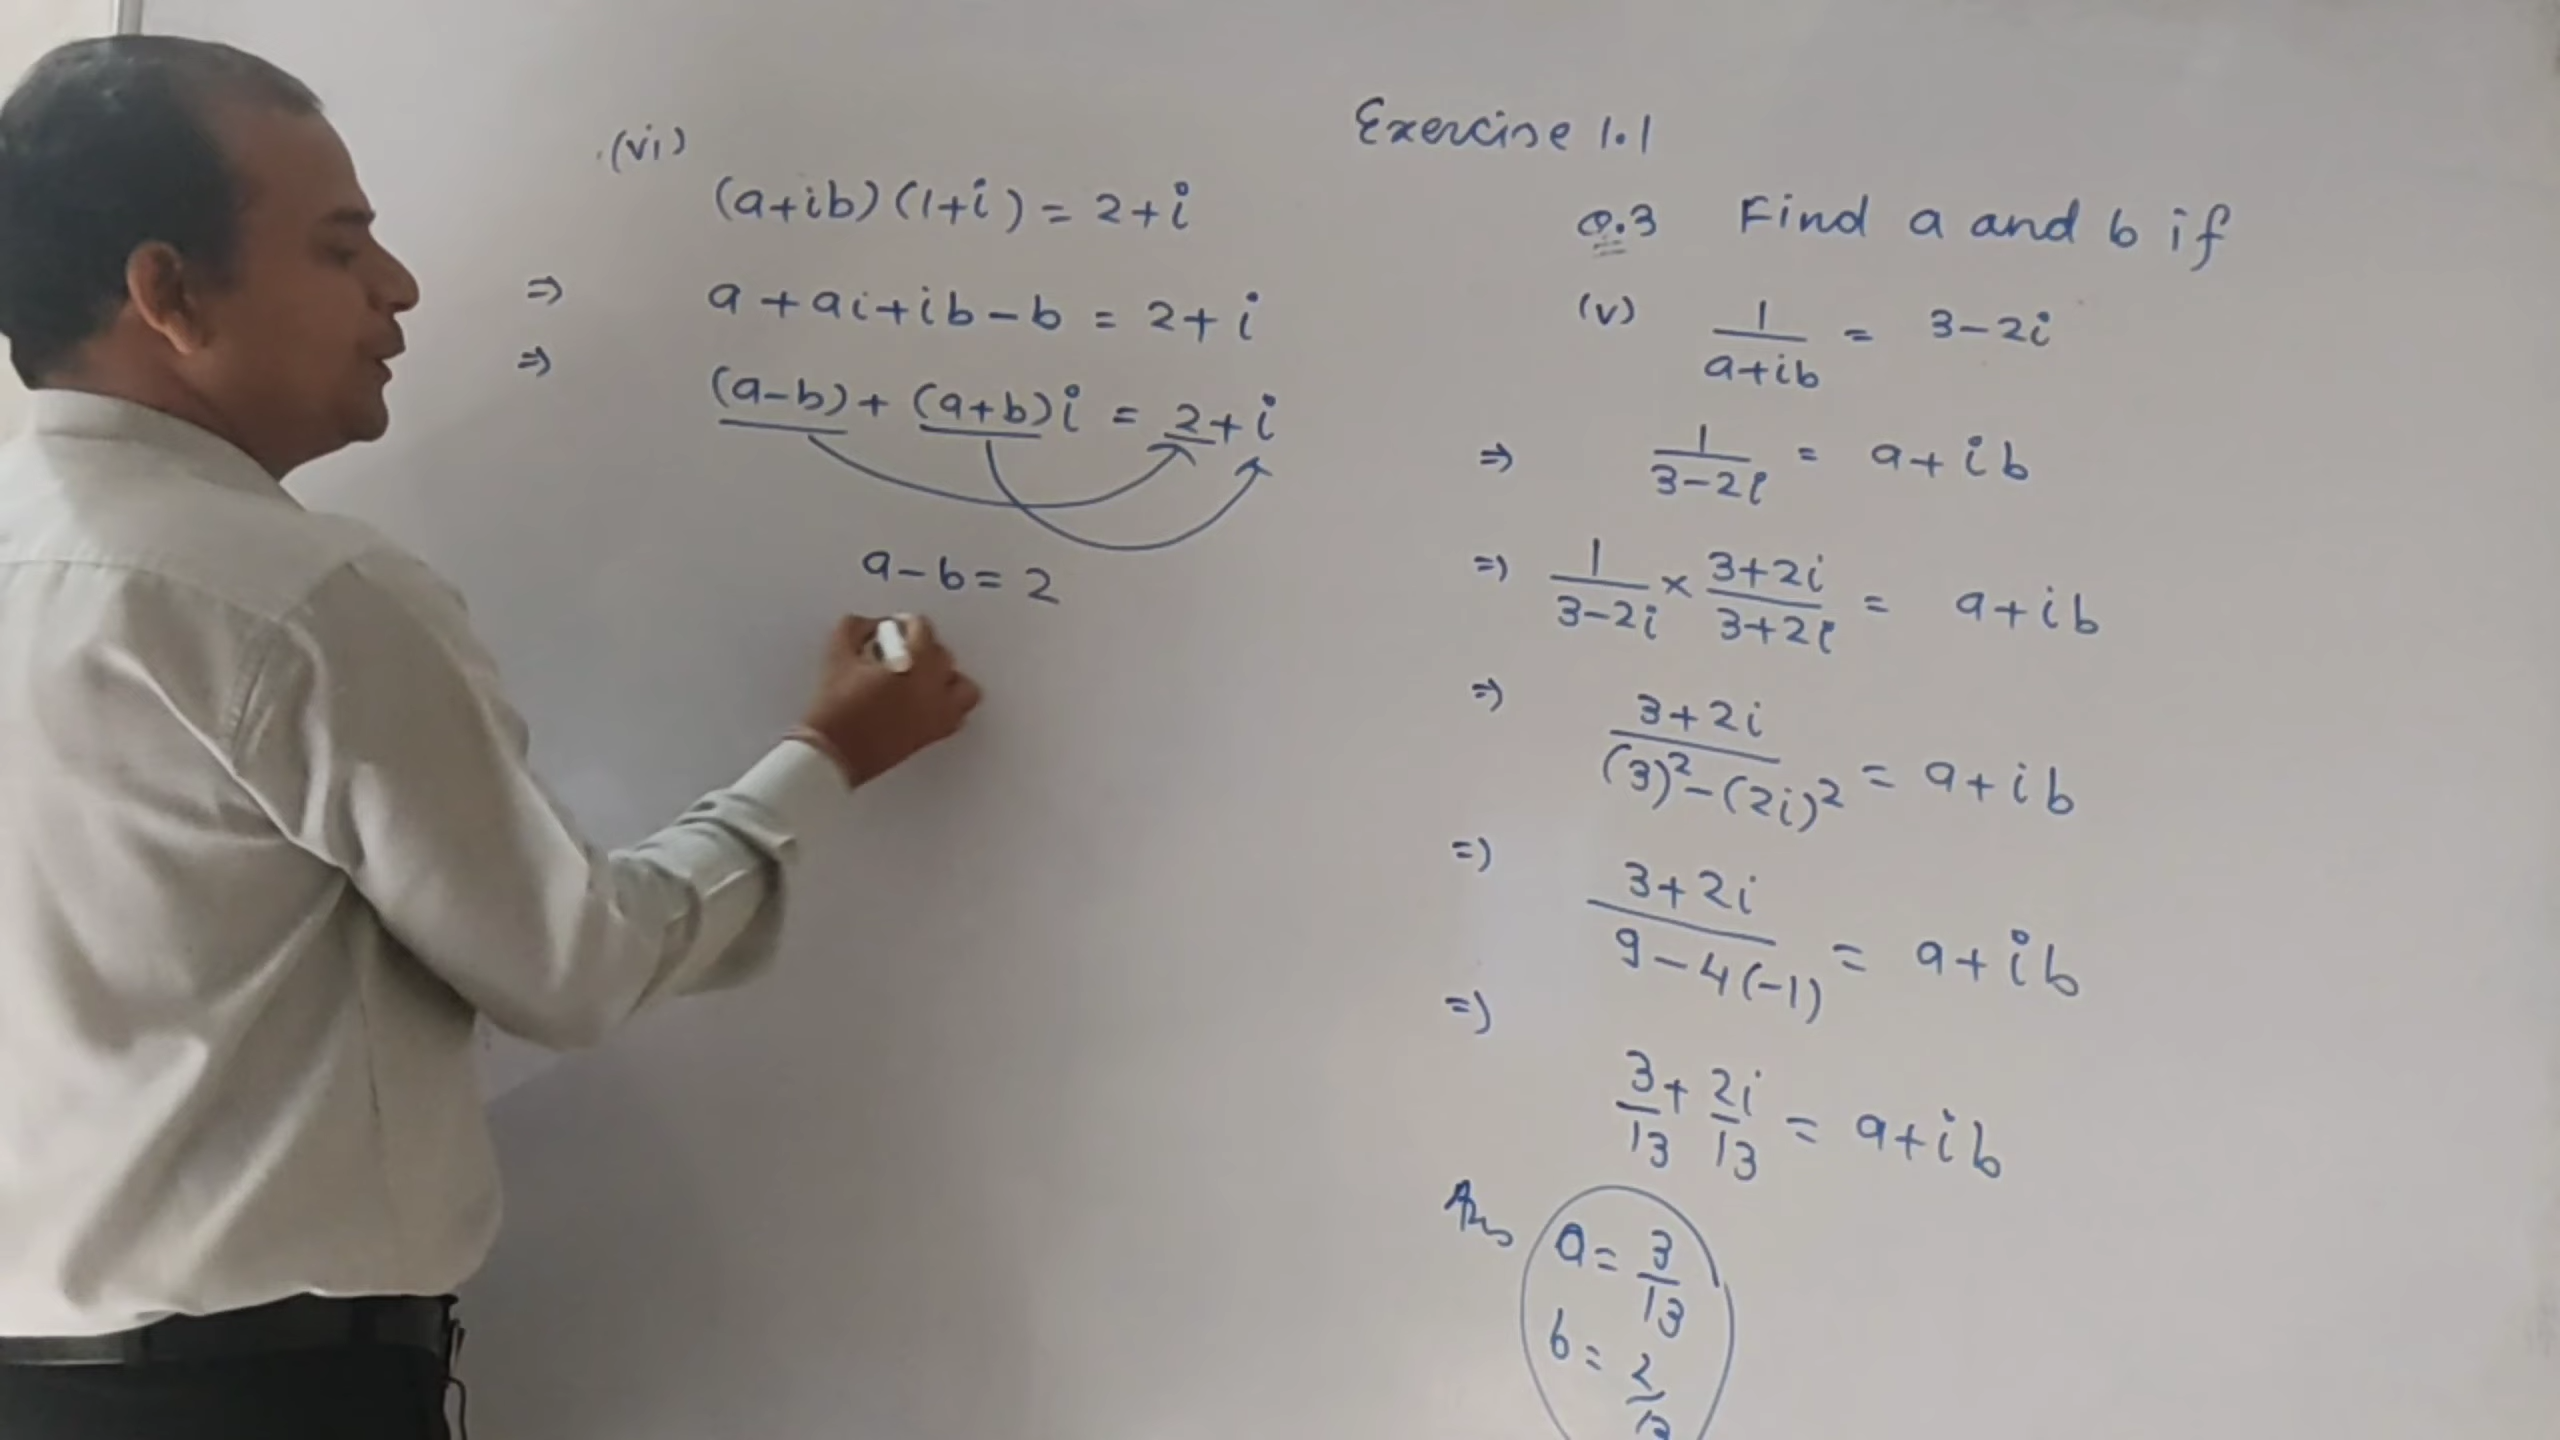 (vi)
(a+ib)(1+i) = 2+i
⇒ a+ai+ib-b = 2+i
⇒ (a-b)+(a+b)i = 2+i
a-b=2
Exercise 1.1
Q.3 Find a and b if
(v) 1/(a+ib) = 3-2i
⇒ 1/(3-2i) = a+ib
⇒ 1/(3-2i) × (3+2i)/(3+2i) = a+ib
⇒ (3+2i)/((3)²-(2i)²) = a+ib
⇒ (3+2i)/(9-4(-1)) = a+ib
⇒ 3/13 + 2i/13 = a+ib
Ans a = 3/13
b = 2/13